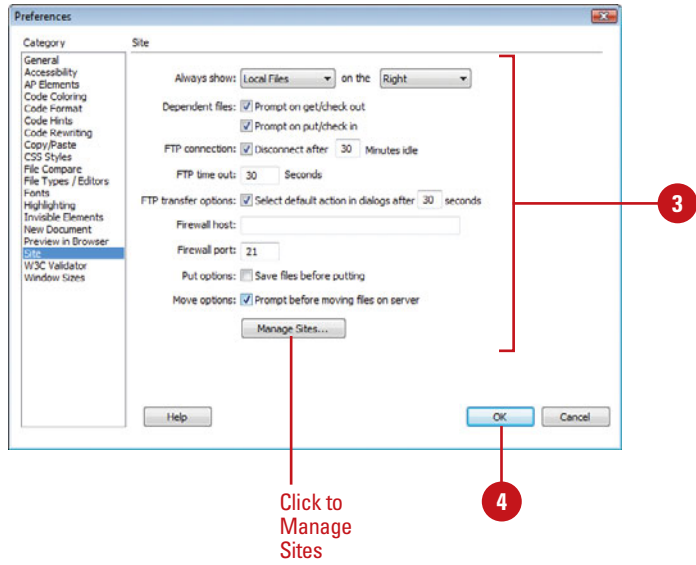 Preferences
Category
Site
General
Accessibility
AP Elements
Code Coloring
Code Format
Code Hints
Code Rewriting
Copy/Paste
CSS Styles
File Compare
File Types / Editors
Fonts
Highlighting
Invisible Elements
New Document
Preview in Browser
Site
W3C Validator
Window Sizes
Always show: Local Files on the Right
Dependent files: Prompt on get/check out
Prompt on put/check in
FTP connection: Disconnect after 30 Minutes idle
FTP time out: 30 Seconds
FTP transfer options: Select default action in dialogs after 30 seconds
Firewall host:
Firewall port: 21
Put options: Save files before putting
Move options: Prompt before moving files on server
Manage Sites...
Help
OK
Cancel
3
4
Click to
Manage
Sites